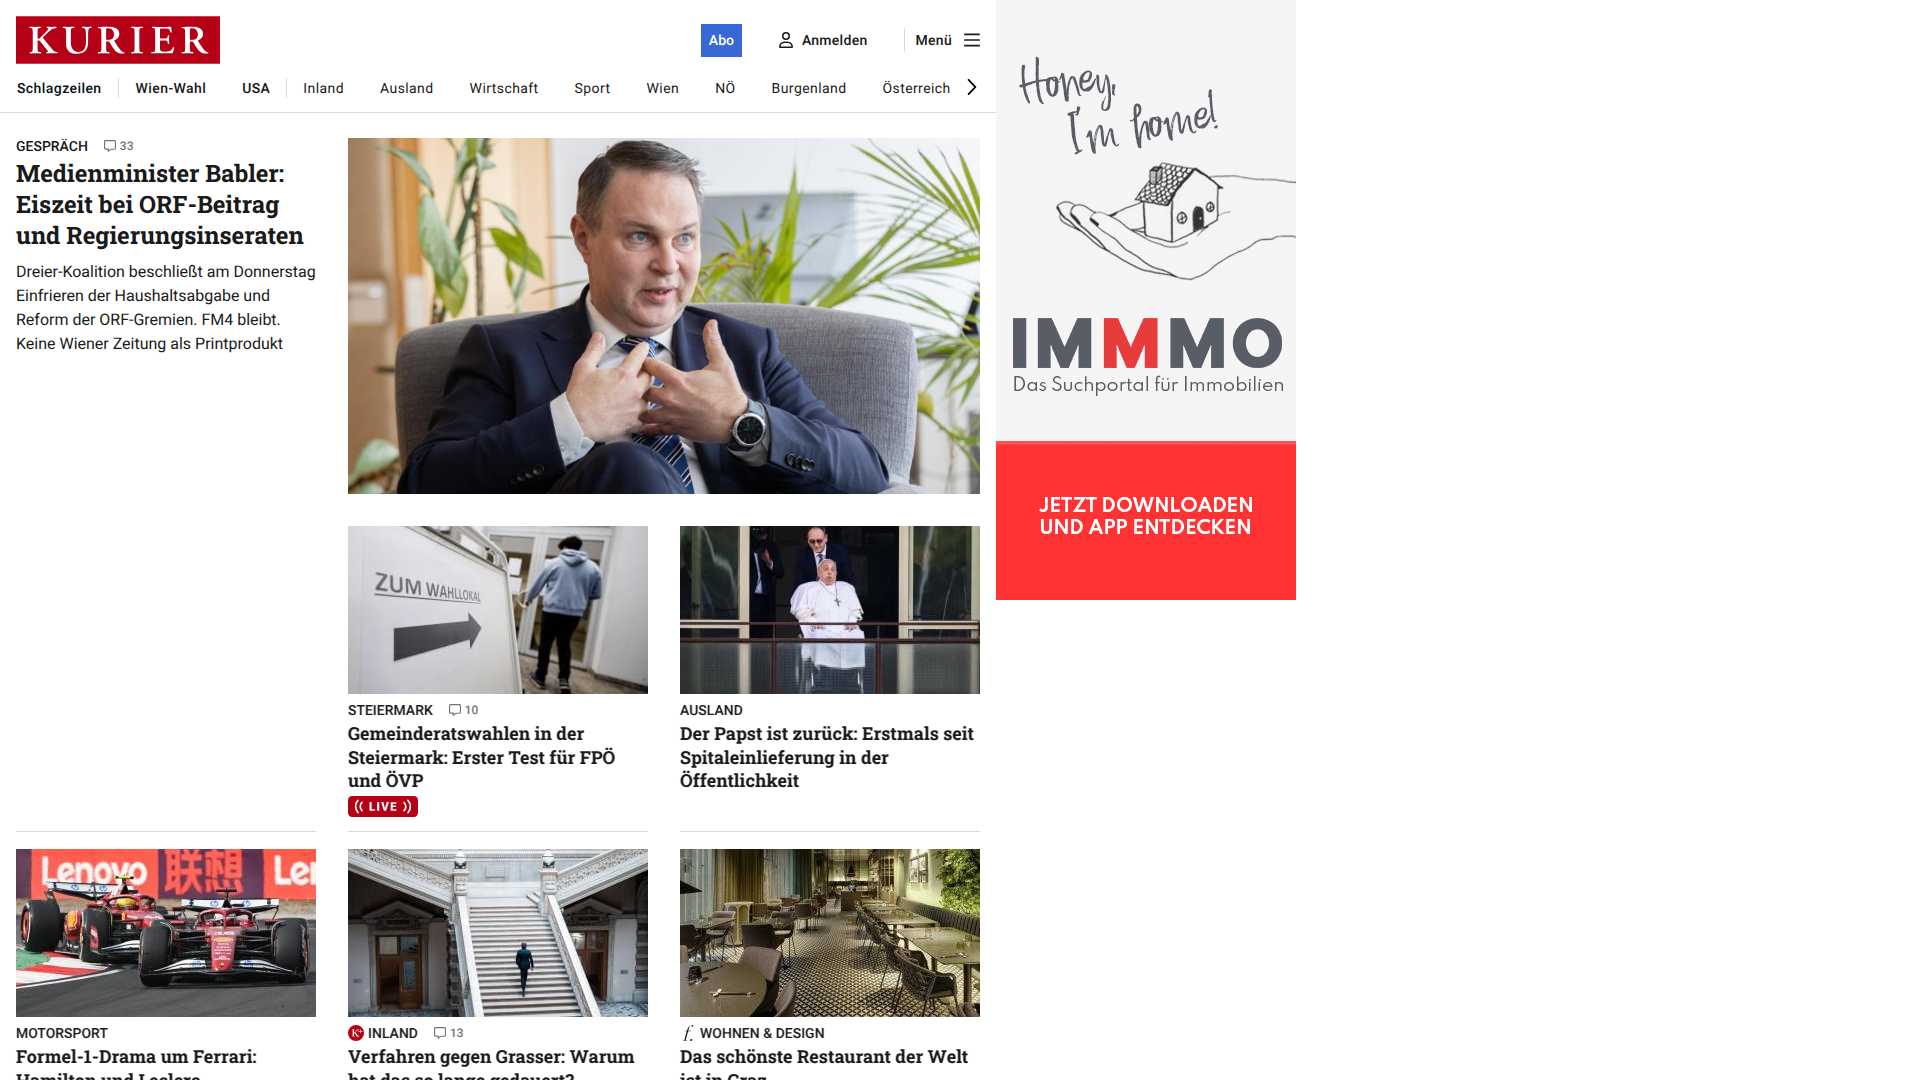 KURIER
Abo
Anmelden
Menü
Schlagzeilen
Wien-Wahl
USA
Inland
Ausland
Wirtschaft
Sport
Wien
NÖ
Burgenland
Österreich
GESPRÄCH 33
Medienminister Babler:
Eiszeit bei ORF-Beitrag
und Regierungsinseraten
Dreier-Koalition beschließt am Donnerstag
Einfrieren der Haushaltsabgabe und
Reform der ORF-Gremien. FM4 bleibt.
Keine Wiener Zeitung als Printprodukt
ZUM WAHLLOKAL
STEIERMARK 10
Gemeinderatswahlen in der
Steiermark: Erster Test für FPÖ
und ÖVP
LIVE
AUSLAND
Der Papst ist zurück: Erstmals seit
Spitaleinlieferung in der
Öffentlichkeit
Lenovo 联想 Le
MOTORSPORT
Formel-1-Drama um Ferrari:
Hamilton und Leclerc
K+ INLAND 13
Verfahren gegen Grasser: Warum
hat das so lange gedauert?
f. WOHNEN & DESIGN
Das schönste Restaurant der Welt
ist in Graz
Honey,
I'm home!
IMMMO
Das Suchportal für Immobilien
JETZT DOWNLOADEN
UND APP ENTDECKEN